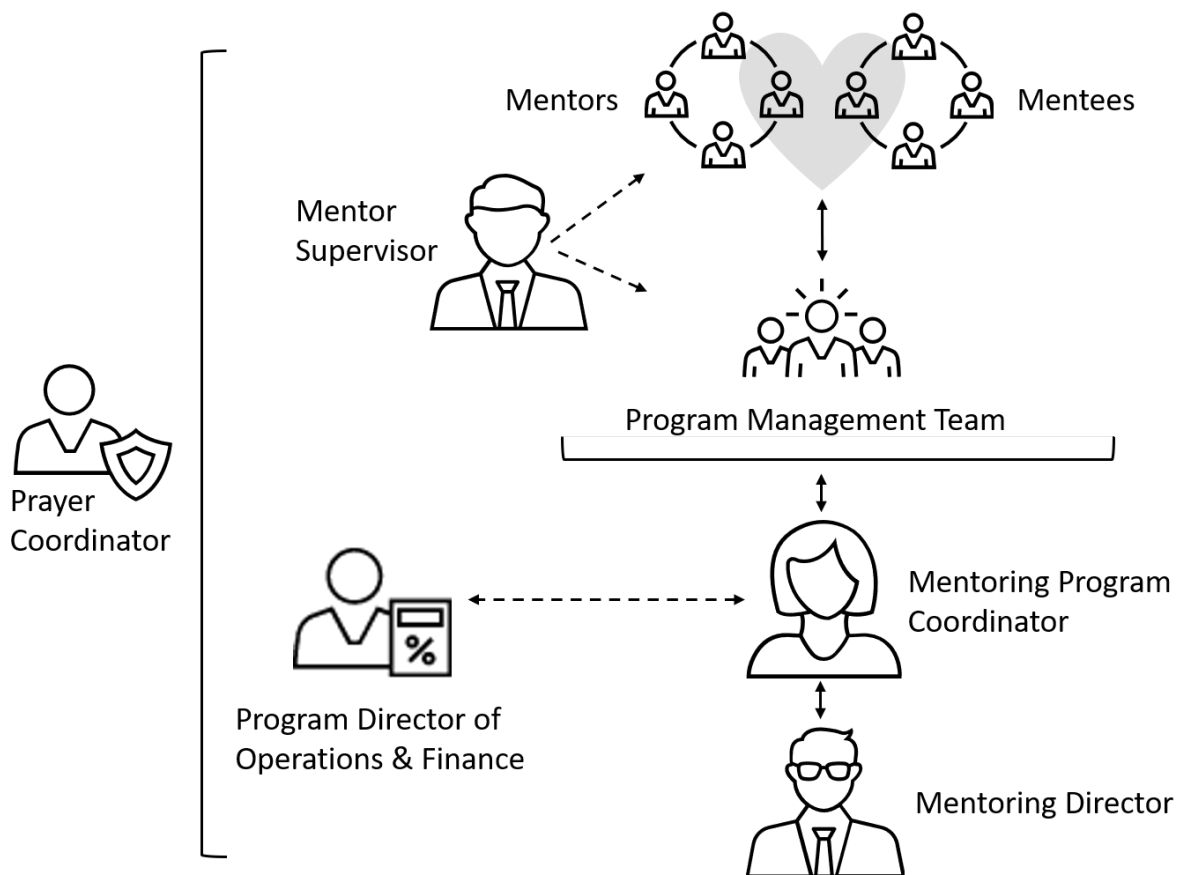 Mentors
Mentees
Mentor
Supervisor
Program Management Team
Prayer
Coordinator
Mentoring Program
Coordinator
%
Program Director of
Operations & Finance
Mentoring Director